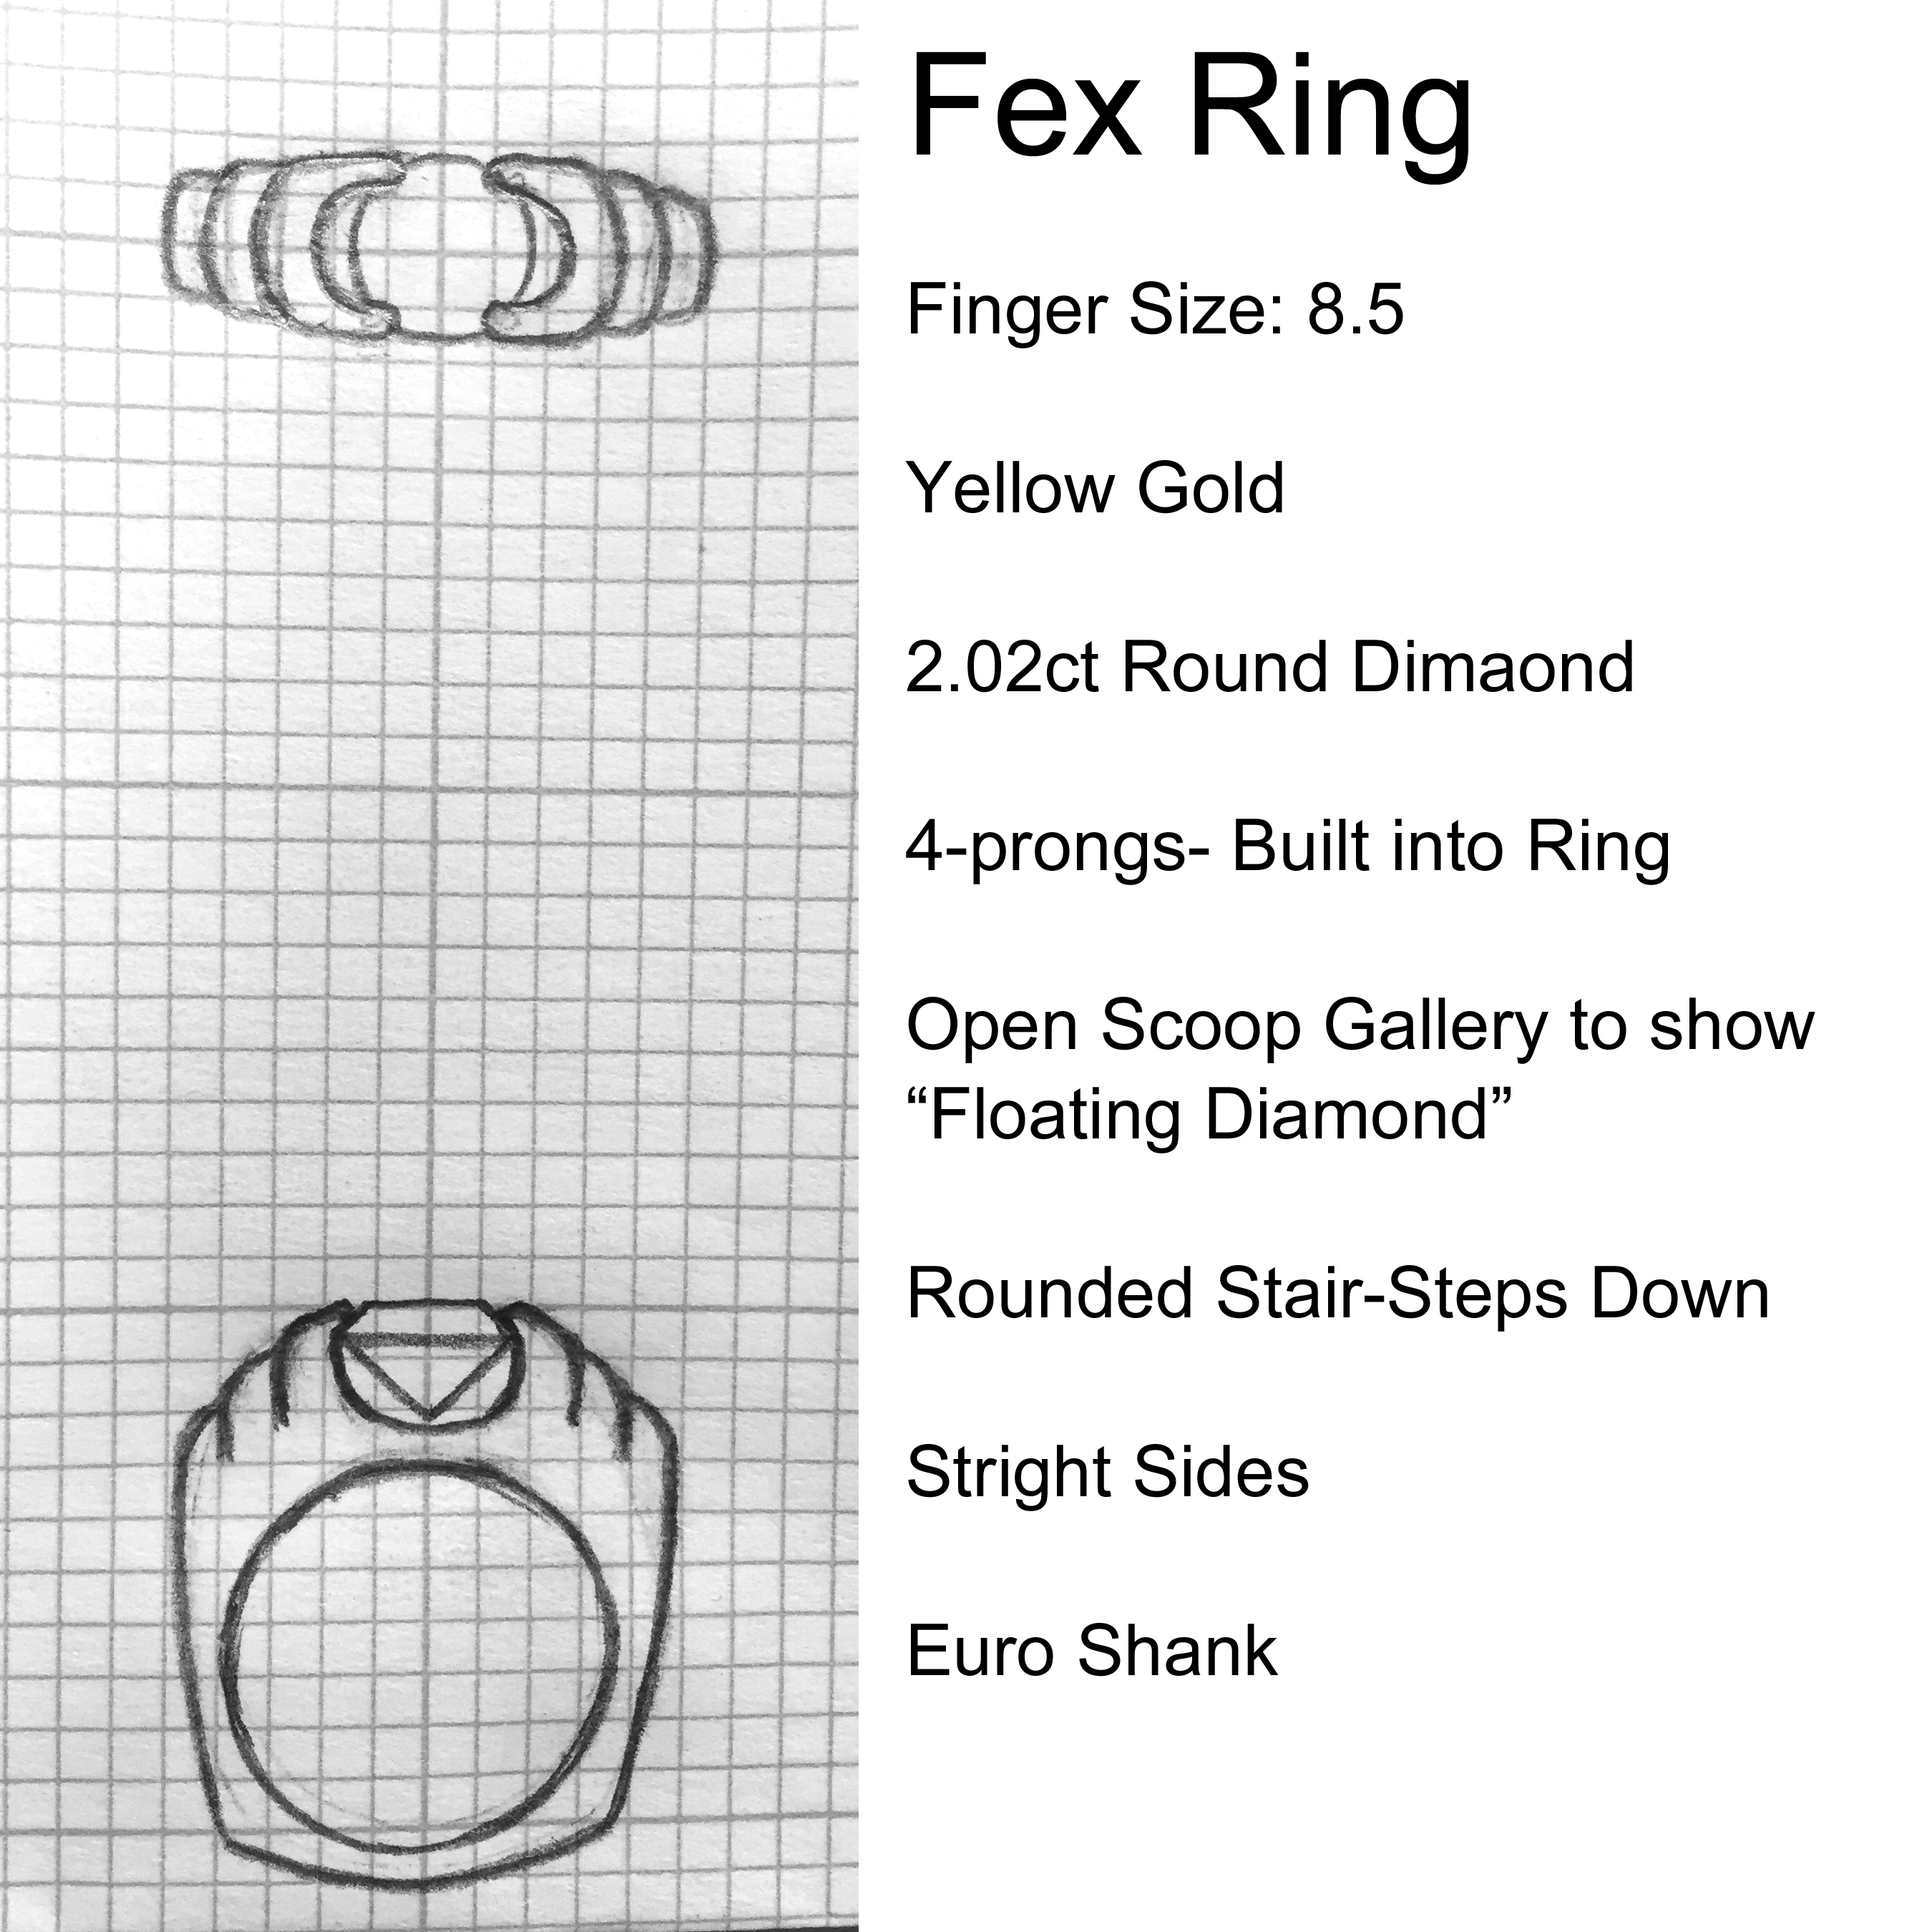 Fex Ring
Finger Size: 8.5
Yellow Gold
2.02ct Round Dimaond
4-prongs- Built into Ring
Open Scoop Gallery to show
“Floating Diamond”
Rounded Stair-Steps Down
Stright Sides
Euro Shank